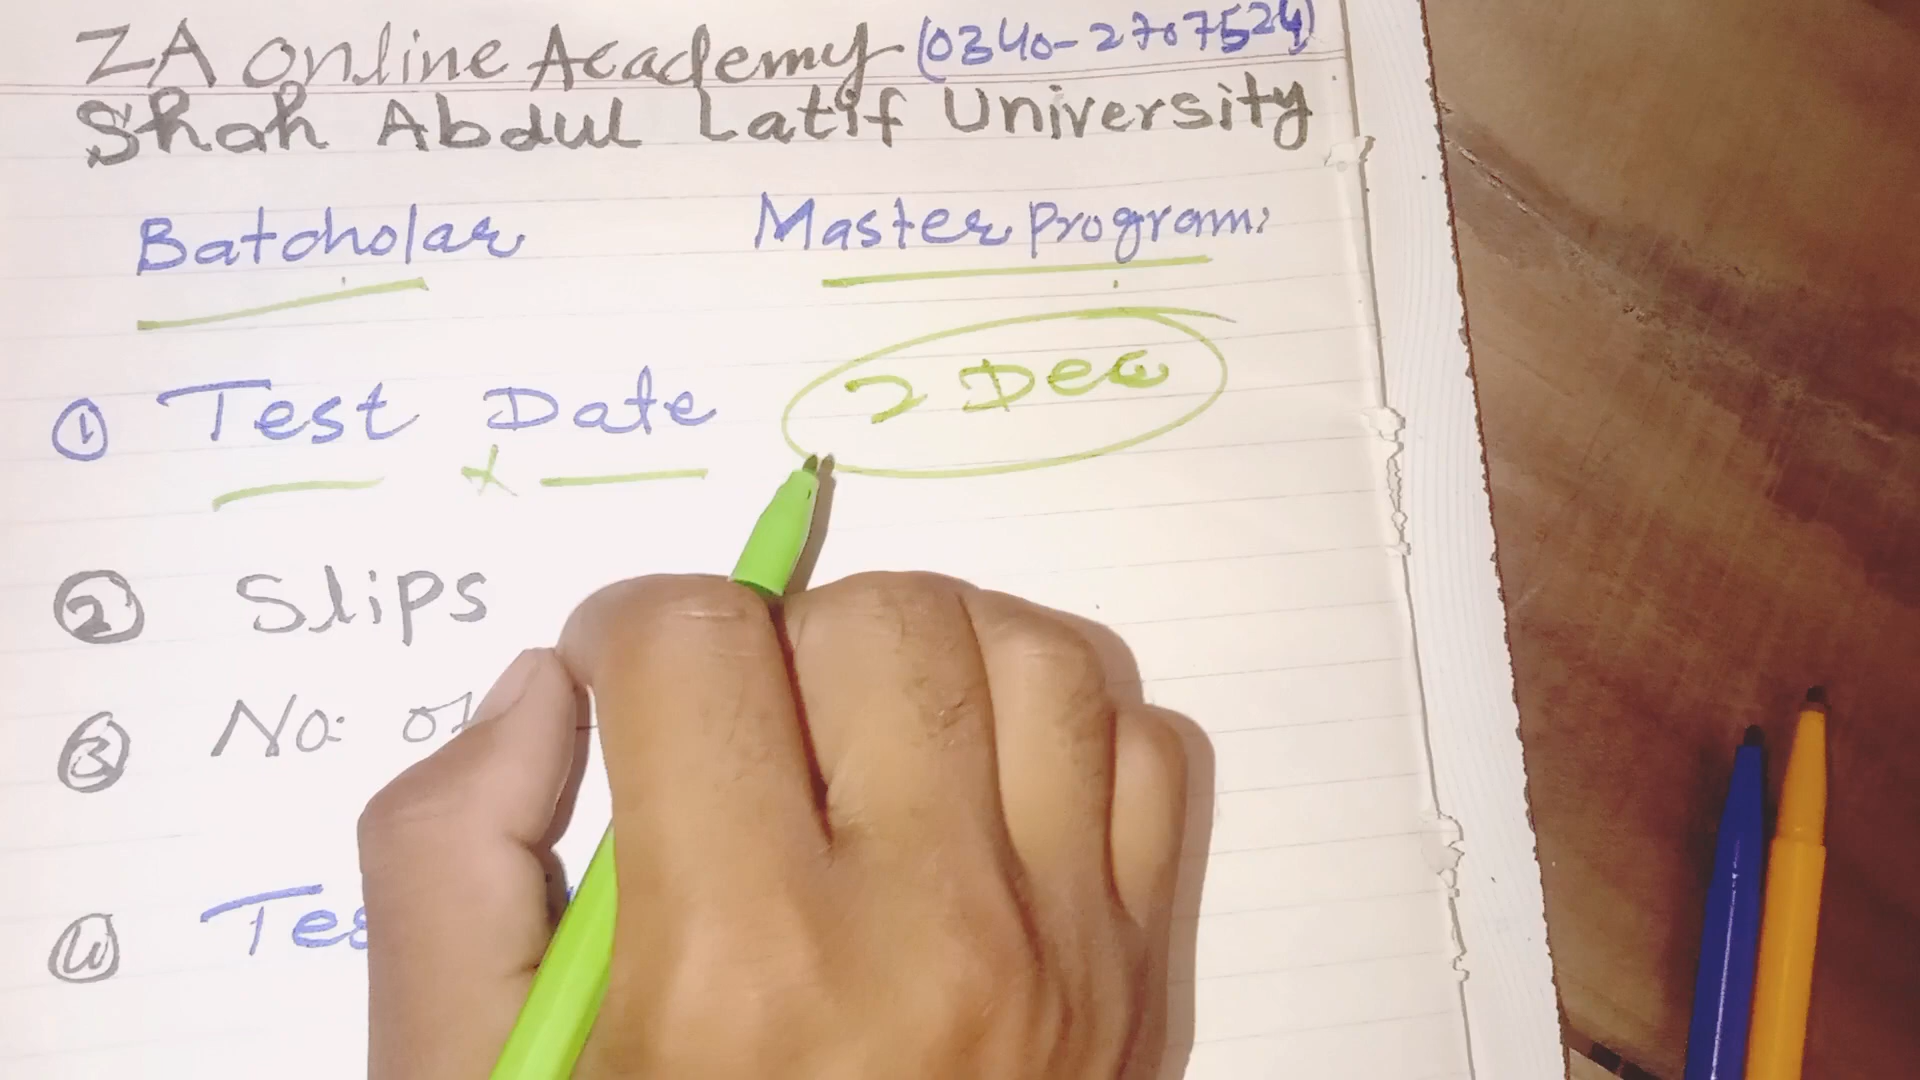 ZA Online Academy (0340-2707524)
Shah Abdul Latif University
Batcholar Master Program:
① Test Date 2 Dec
② Slips
③ No: of
④ Tes